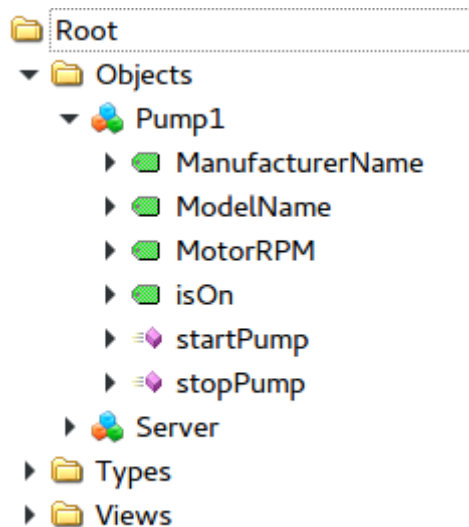 Root
Objects
Pump1
ManufacturerName
ModelName
MotorRPM
isOn
startPump
stopPump
Server
Types
Views